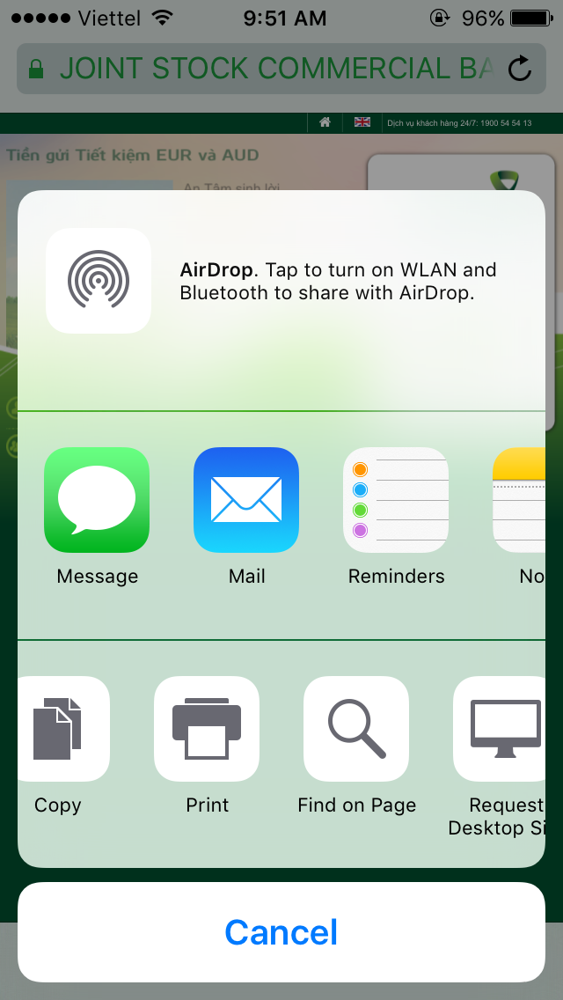 Viettel
9:51 AM
96%
JOINT STOCK COMMERCIAL BA
Dịch vụ khách hàng 24/7: 1900 54 54 13
Tiền gửi Tiết kiệm EUR và AUD
An Tâm sinh lời
AirDrop. Tap to turn on WLAN and
Bluetooth to share with AirDrop.
Message
Mail
Reminders
No
Copy
Print
Find on Page
Request
Desktop Si
Cancel